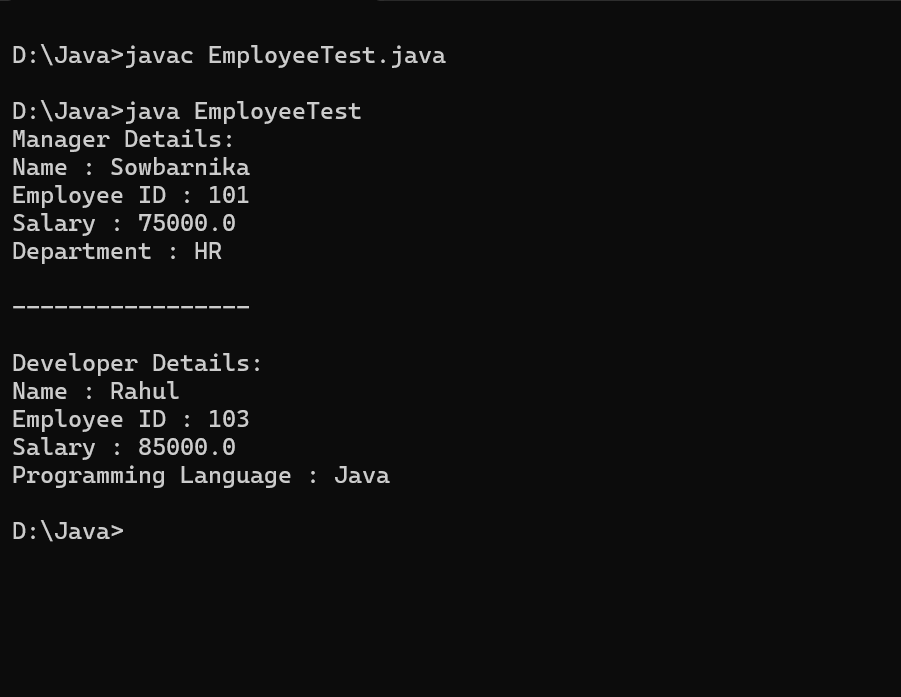 D:\Java>javac EmployeeTest.java
D:\Java>java EmployeeTest
Manager Details:
Name : Sowbarnika
Employee ID : 101
Salary : 75000.0
Department : HR
-----------------
Developer Details:
Name : Rahul
Employee ID : 103
Salary : 85000.0
Programming Language : Java
D:\Java>